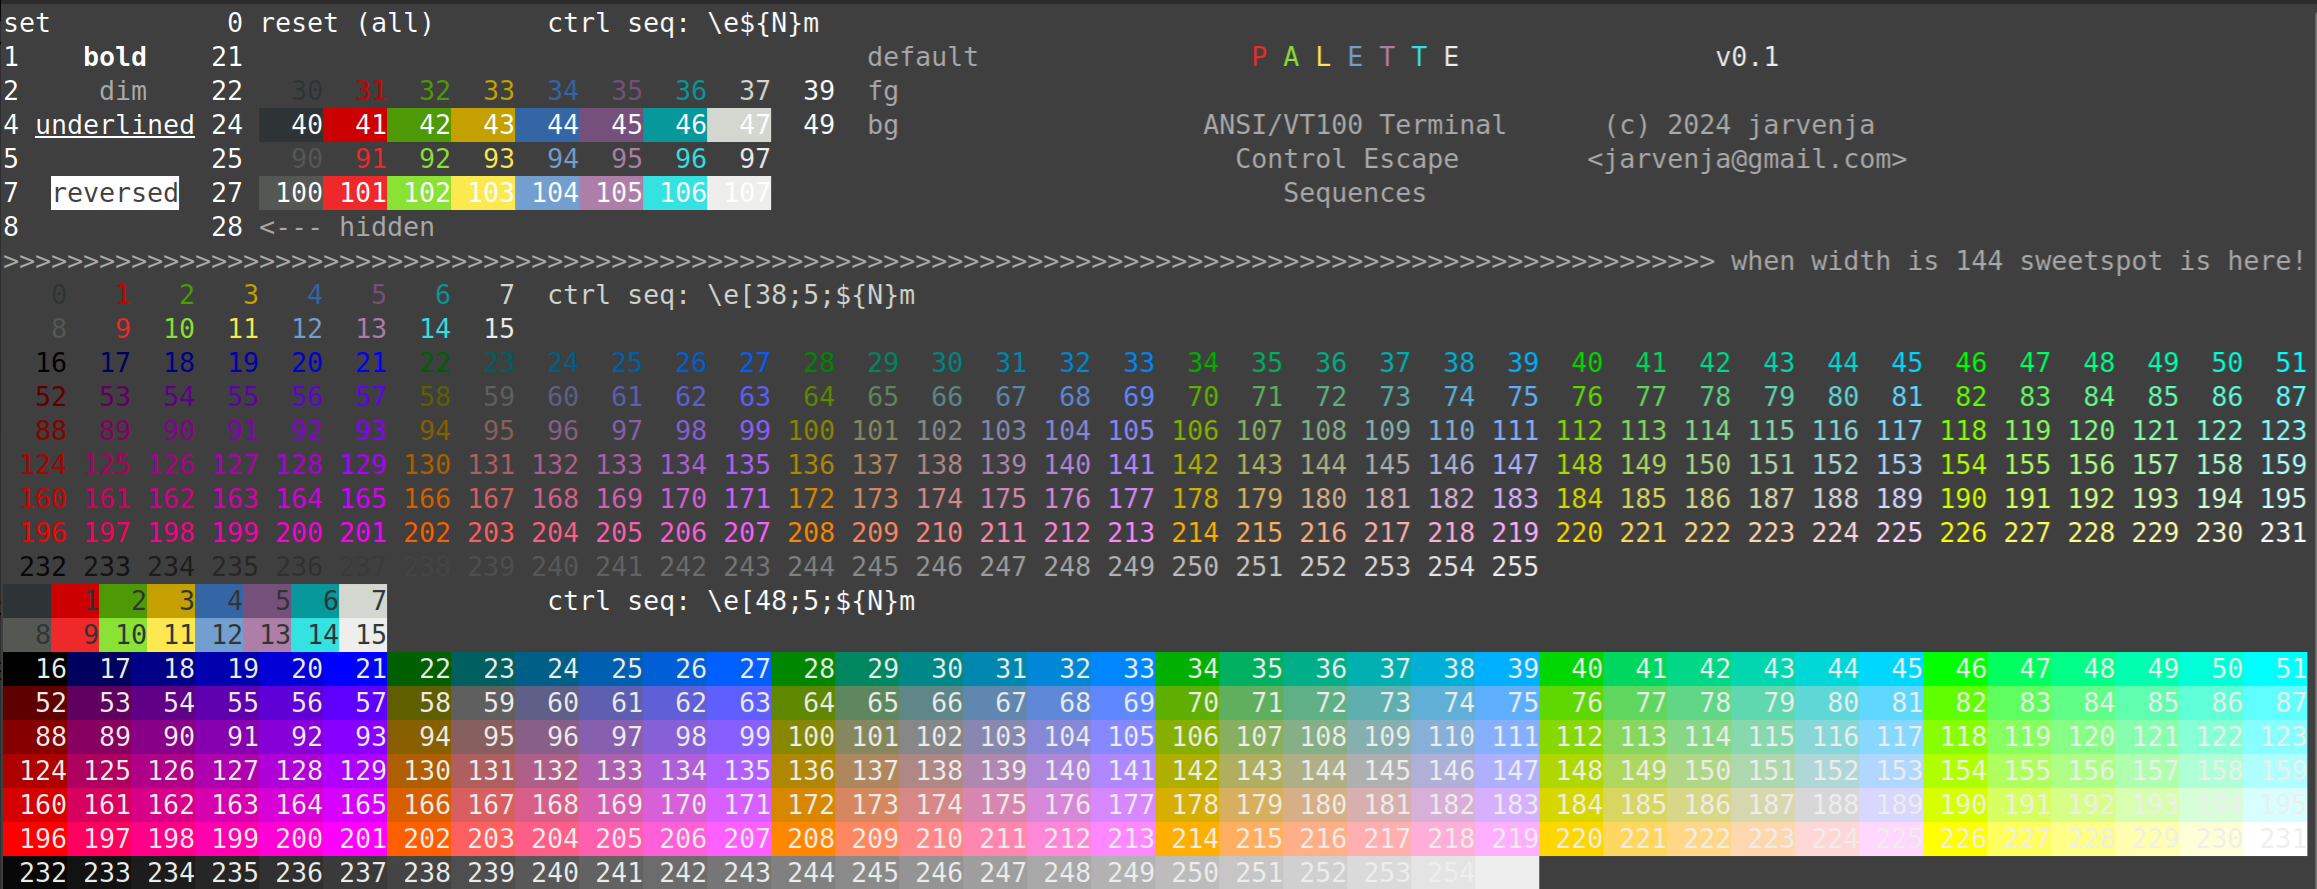 set 0 reset (all) ctrl seq: \e${N}m
1 bold 21 default P A L E T T E v0.1
2 dim 22 30 31 32 33 34 35 36 37 39 fg
4 underlined 24 40 41 42 43 44 45 46 47 49 bg ANSI/VT100 Terminal (c) 2024 jarvenja
5 25 90 91 92 93 94 95 96 97 Control Escape <jarvenja@gmail.com>
7 reversed 27 100 101 102 103 104 105 106 107 Sequences
8 28 <--- hidden
>>>>>>>>>>>>>>>>>>>>>>>>>>>>>>>>>>>>>>>>>>>>>>>>>>>>>>>>>>>>>>>>>>>>>>>>>>>>>>>>>>>>>>>>>>>>>>>>>>>>>>>>>>> when width is 144 sweetspot is here!
0 1 2 3 4 5 6 7 ctrl seq: \e[38;5;${N}m
8 9 10 11 12 13 14 15
16 17 18 19 20 21 22 23 24 25 26 27 28 29 30 31 32 33 34 35 36 37 38 39 40 41 42 43 44 45 46 47 48 49 50 51
52 53 54 55 56 57 58 59 60 61 62 63 64 65 66 67 68 69 70 71 72 73 74 75 76 77 78 79 80 81 82 83 84 85 86 87
88 89 90 91 92 93 94 95 96 97 98 99 100 101 102 103 104 105 106 107 108 109 110 111 112 113 114 115 116 117 118 119 120 121 122 123
124 125 126 127 128 129 130 131 132 133 134 135 136 137 138 139 140 141 142 143 144 145 146 147 148 149 150 151 152 153 154 155 156 157 158 159
160 161 162 163 164 165 166 167 168 169 170 171 172 173 174 175 176 177 178 179 180 181 182 183 184 185 186 187 188 189 190 191 192 193 194 195
196 197 198 199 200 201 202 203 204 205 206 207 208 209 210 211 212 213 214 215 216 217 218 219 220 221 222 223 224 225 226 227 228 229 230 231
232 233 234 235 236 237 238 239 240 241 242 243 244 245 246 247 248 249 250 251 252 253 254 255
1 2 3 4 5 6 7 ctrl seq: \e[48;5;${N}m
8 9 10 11 12 13 14 15
16 17 18 19 20 21 22 23 24 25 26 27 28 29 30 31 32 33 34 35 36 37 38 39 40 41 42 43 44 45 46 47 48 49 50 51
52 53 54 55 56 57 58 59 60 61 62 63 64 65 66 67 68 69 70 71 72 73 74 75 76 77 78 79 80 81 82 83 84 85 86 87
88 89 90 91 92 93 94 95 96 97 98 99 100 101 102 103 104 105 106 107 108 109 110 111 112 113 114 115 116 117 118 119 120 121 122 123
124 125 126 127 128 129 130 131 132 133 134 135 136 137 138 139 140 141 142 143 144 145 146 147 148 149 150 151 152 153 154 155 156 157 158 159
160 161 162 163 164 165 166 167 168 169 170 171 172 173 174 175 176 177 178 179 180 181 182 183 184 185 186 187 188 189 190 191 192 193 194 195
196 197 198 199 200 201 202 203 204 205 206 207 208 209 210 211 212 213 214 215 216 217 218 219 220 221 222 223 224 225 226 227 228 229 230 231
232 233 234 235 236 237 238 239 240 241 242 243 244 245 246 247 248 249 250 251 252 253 254